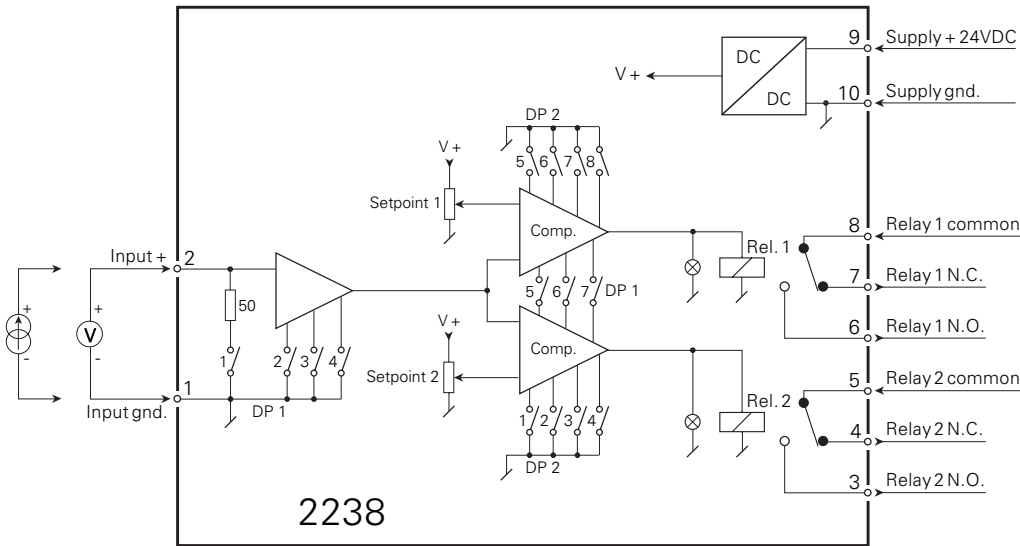 9 Supply + 24VDC
DC
V +
DC
10 Supply gnd.
DP 2
5 6 7 8
V +
Setpoint 1
Comp.
8 Relay 1 common
Rel. 1
7 Relay 1 N.C.
6 Relay 1 N.O.
Input + 2
50
+
-
+
V
-
1 2 3 4
5 6 7 DP 1
V +
Setpoint 2
Comp.
1
Input gnd.
DP 1
5 Relay 2 common
Rel. 2
4 Relay 2 N.C.
3 Relay 2 N.O.
1 2 3 4
DP 2
2238